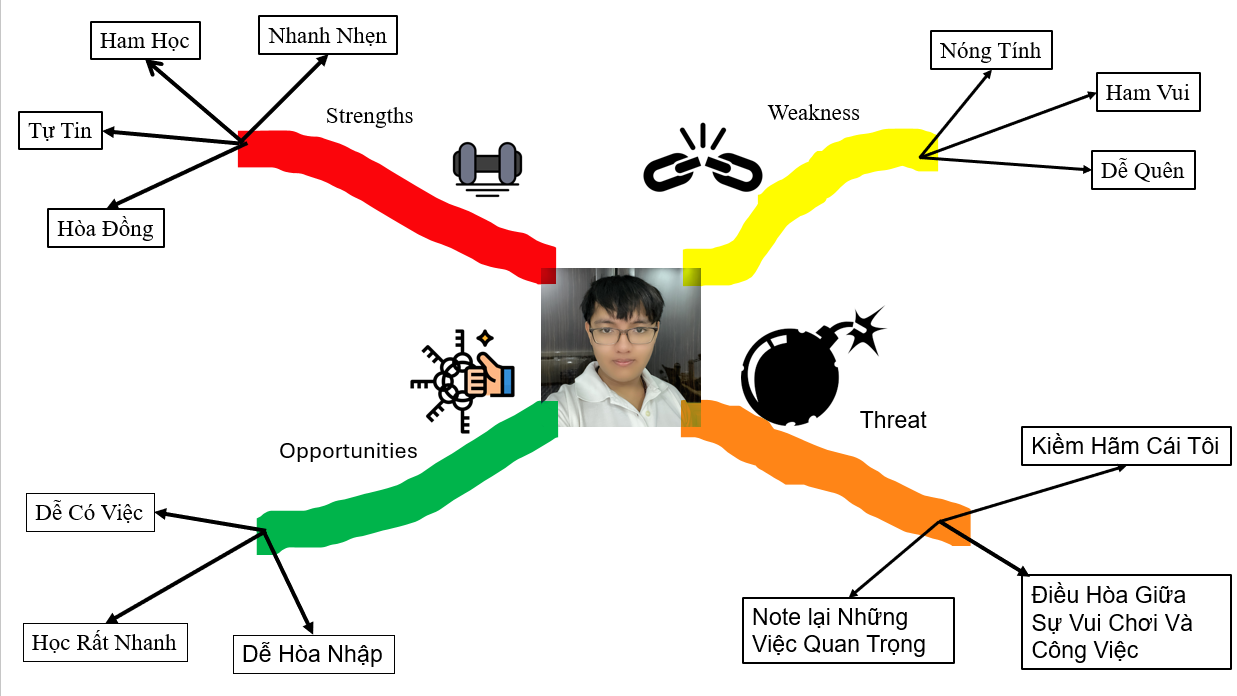 Strengths
Ham Học
Nhanh Nhẹn
Tự Tin
Hòa Đồng
Weakness
Nóng Tính
Ham Vui
Dễ Quên
Opportunities
Dễ Có Việc
Học Rất Nhanh
Dễ Hòa Nhập
Threat
Kiềm Hãm Cái Tôi
Note lại Những
Việc Quan Trọng
Điều Hòa Giữa
Sự Vui Chơi Và
Công Việc